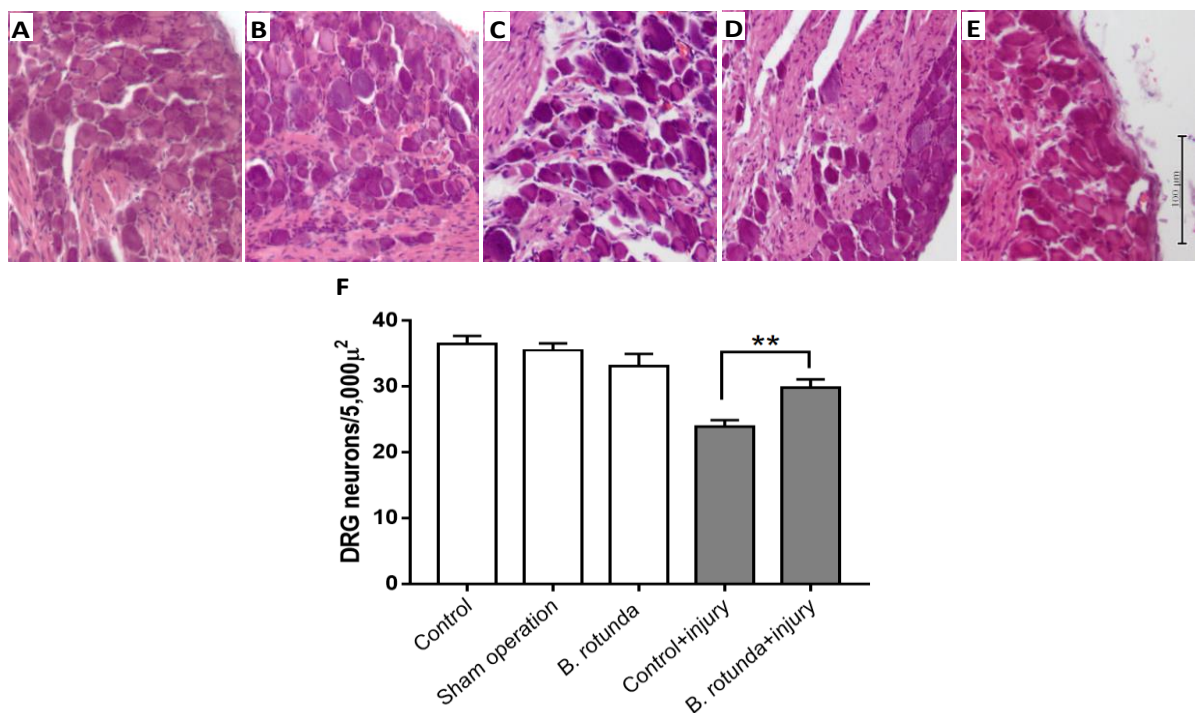 A
B
C
D
E
100 μm
F
DRG neurons/5,000μ²
40
30
20
10
0
**
Control
Sham operation
B. rotunda
Control+injury
B. rotunda+injury